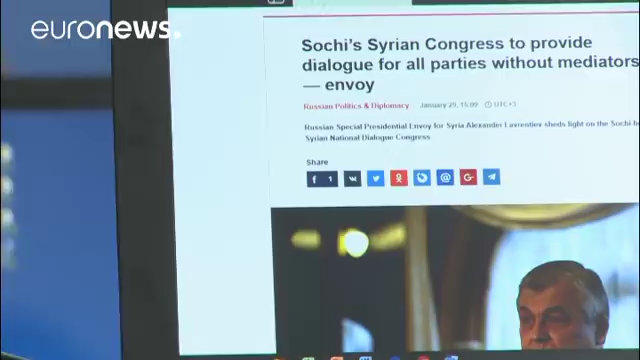 euronews.
Sochi's Syrian Congress to provide
dialogue for all parties without mediators
— envoy
Russian Politics & Diplomacy January 29, 15:09 UTC+3
Russian Special Presidential Envoy for Syria Alexander Lavrentiev sheds light on the Sochi
Syrian National Dialogue Congress
Share
f 1